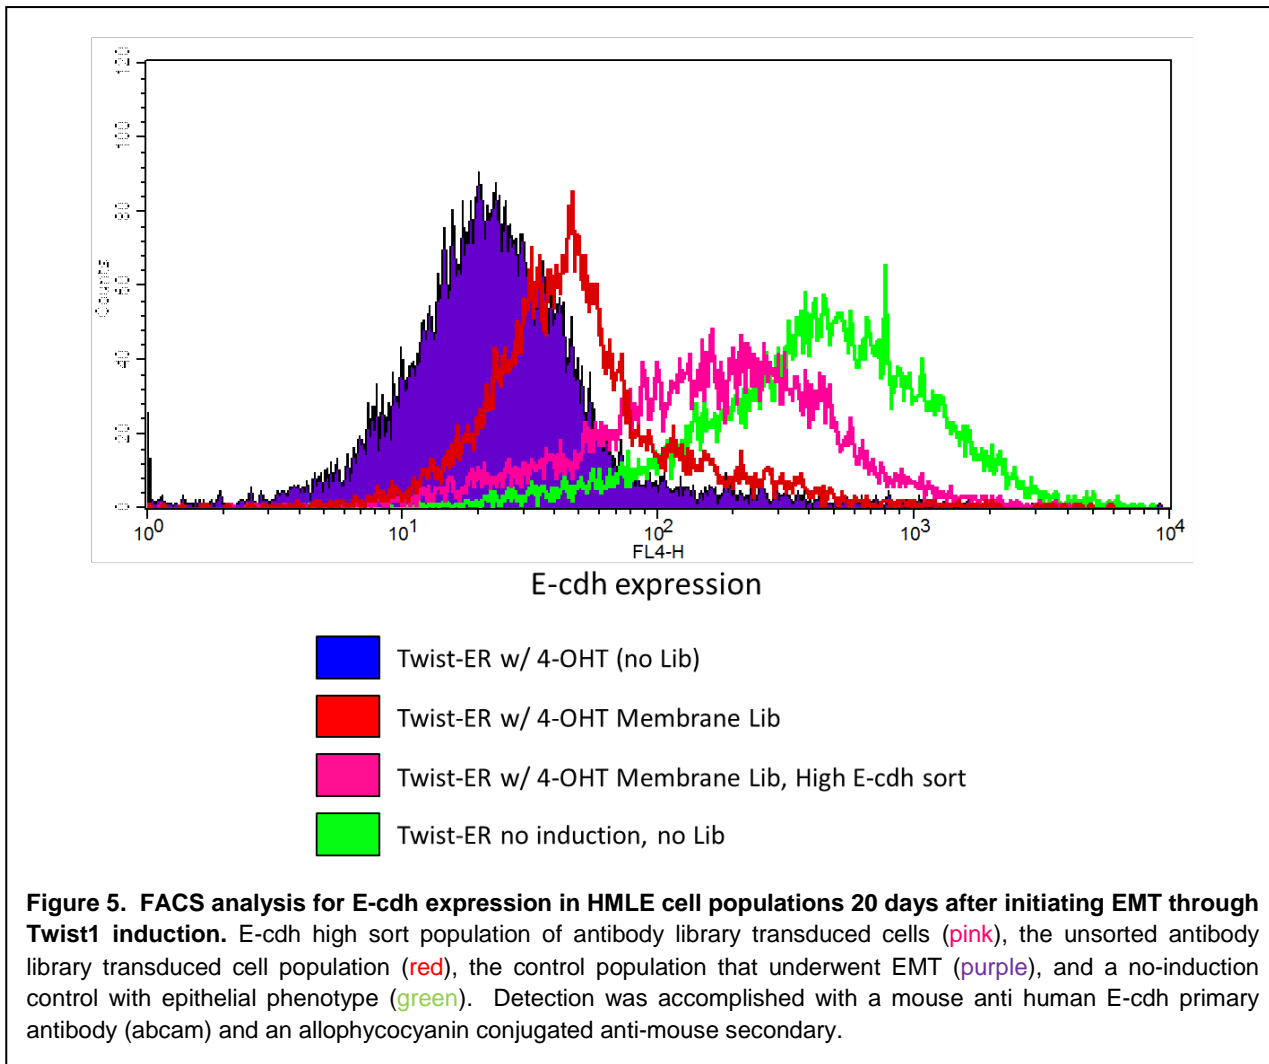 120
100
80
60
40
20
0
Counts
10^0 10^1 10^2 10^3 10^4
FL4-H
E-cdh expression
Twist-ER w/ 4-OHT (no Lib)
Twist-ER w/ 4-OHT Membrane Lib
Twist-ER w/ 4-OHT Membrane Lib, High E-cdh sort
Twist-ER no induction, no Lib
Figure 5. FACS analysis for E-cdh expression in HMLE cell populations 20 days after initiating EMT through
Twist1 induction. E-cdh high sort population of antibody library transduced cells (pink), the unsorted antibody
library transduced cell population (red), the control population that underwent EMT (purple), and a no-induction
control with epithelial phenotype (green). Detection was accomplished with a mouse anti human E-cdh primary
antibody (abcam) and an allophycocyanin conjugated anti-mouse secondary.